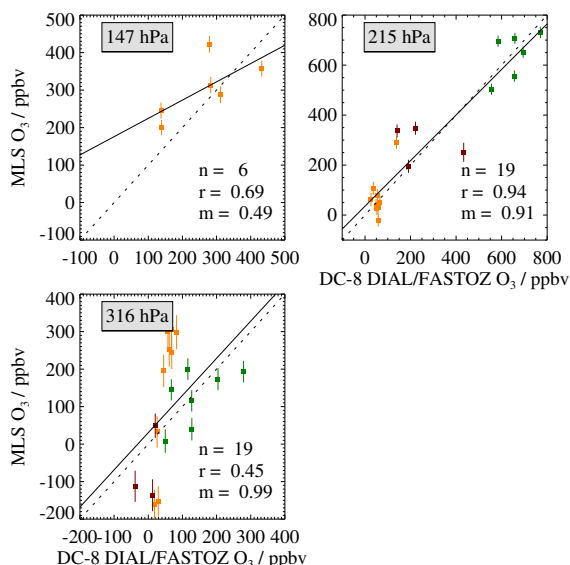 MLS O3 / ppbv
500
400
300
200
100
0
-100
147 hPa
n = 6
r = 0.69
m = 0.49
-100 0 100 200 300 400 500
800
600
400
200
0
215 hPa
n = 19
r = 0.94
m = 0.91
-100 0 200 400 600 800
DC-8 DIAL/FASTOZ O3 / ppbv
MLS O3 / ppbv
400
300
200
100
0
-100
-200
316 hPa
n = 19
r = 0.45
m = 0.99
-200 -100 0 100 200 300 400
DC-8 DIAL/FASTOZ O3 / ppbv